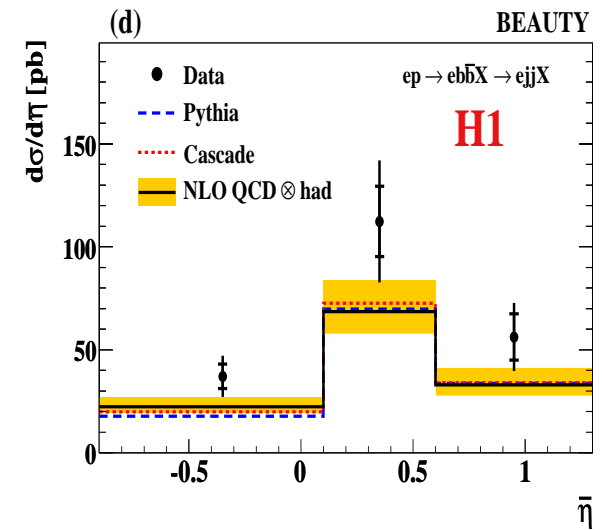 (d) BEAUTY
dσ/dη [pb]
Data
ep → ebb̄X → ejjX
Pythia
H1
Cascade
NLO QCD ⊗ had
150
100
50
0
-0.5 0 0.5 1
η̄